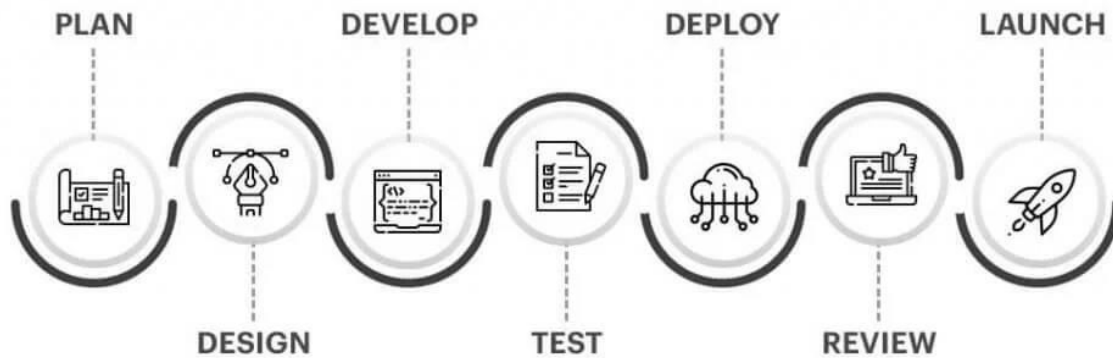 PLAN
DEVELOP
DEPLOY
LAUNCH
DESIGN
TEST
REVIEW